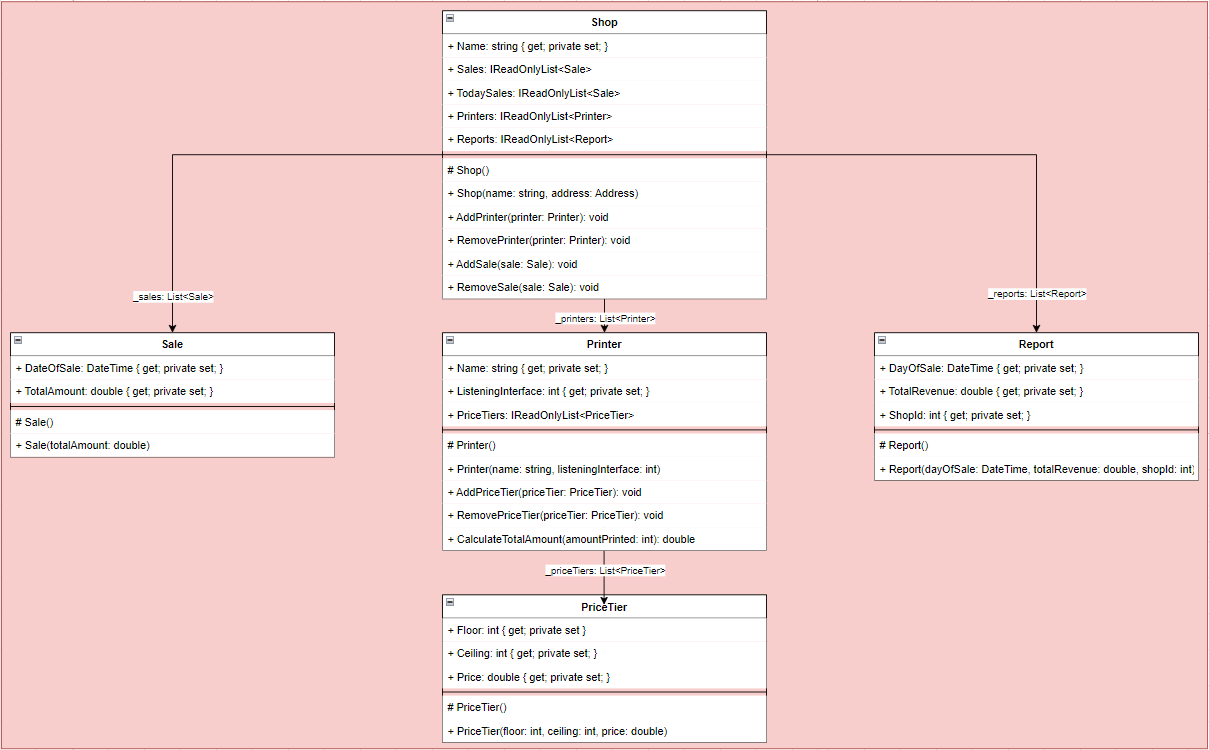 Shop
+ Name: string { get; private set; }
+ Sales: IReadOnlyList<Sale>
+ TodaySales: IReadOnlyList<Sale>
+ Printers: IReadOnlyList<Printer>
+ Reports: IReadOnlyList<Report>
# Shop()
+ Shop(name: string, address: Address)
+ AddPrinter(printer: Printer): void
+ RemovePrinter(printer: Printer): void
+ AddSale(sale: Sale): void
+ RemoveSale(sale: Sale): void
_sales: List<Sale>
_printers: List<Printer>
_reports: List<Report>
Sale
+ DateOfSale: DateTime { get; private set; }
+ TotalAmount: double { get; private set; }
# Sale()
+ Sale(totalAmount: double)
Printer
+ Name: string { get; private set; }
+ ListeningInterface: int { get; private set; }
+ PriceTiers: IReadOnlyList<PriceTier>
# Printer()
+ Printer(name: string, listeningInterface: int)
+ AddPriceTier(priceTier: PriceTier): void
+ RemovePriceTier(priceTier: PriceTier): void
+ CalculateTotalAmount(amountPrinted: int): double
Report
+ DayOfSale: DateTime { get; private set; }
+ TotalRevenue: double { get; private set; }
+ ShopId: int { get; private set; }
# Report()
+ Report(dayOfSale: DateTime, totalRevenue: double, shopId: int)
_priceTiers: List<PriceTier>
PriceTier
+ Floor: int { get; private set }
+ Ceiling: int { get; private set; }
+ Price: double { get; private set; }
# PriceTier()
+ PriceTier(floor: int, ceiling: int, price: double)